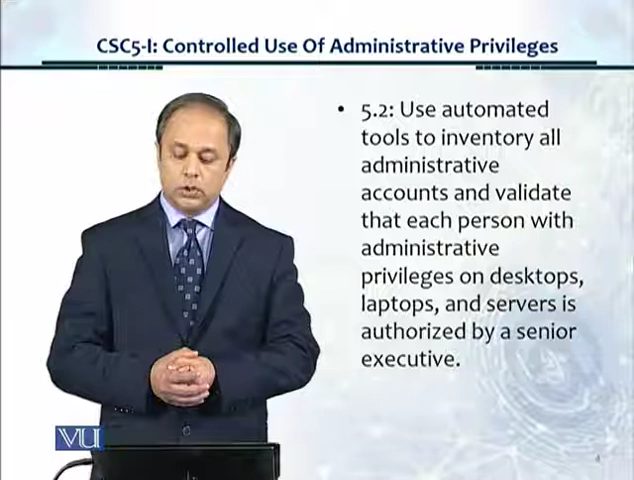 CSC5-I: Controlled Use Of Administrative Privileges
• 5.2: Use automated
tools to inventory all
administrative
accounts and validate
that each person with
administrative
privileges on desktops,
laptops, and servers is
authorized by a senior
executive.
VU
4